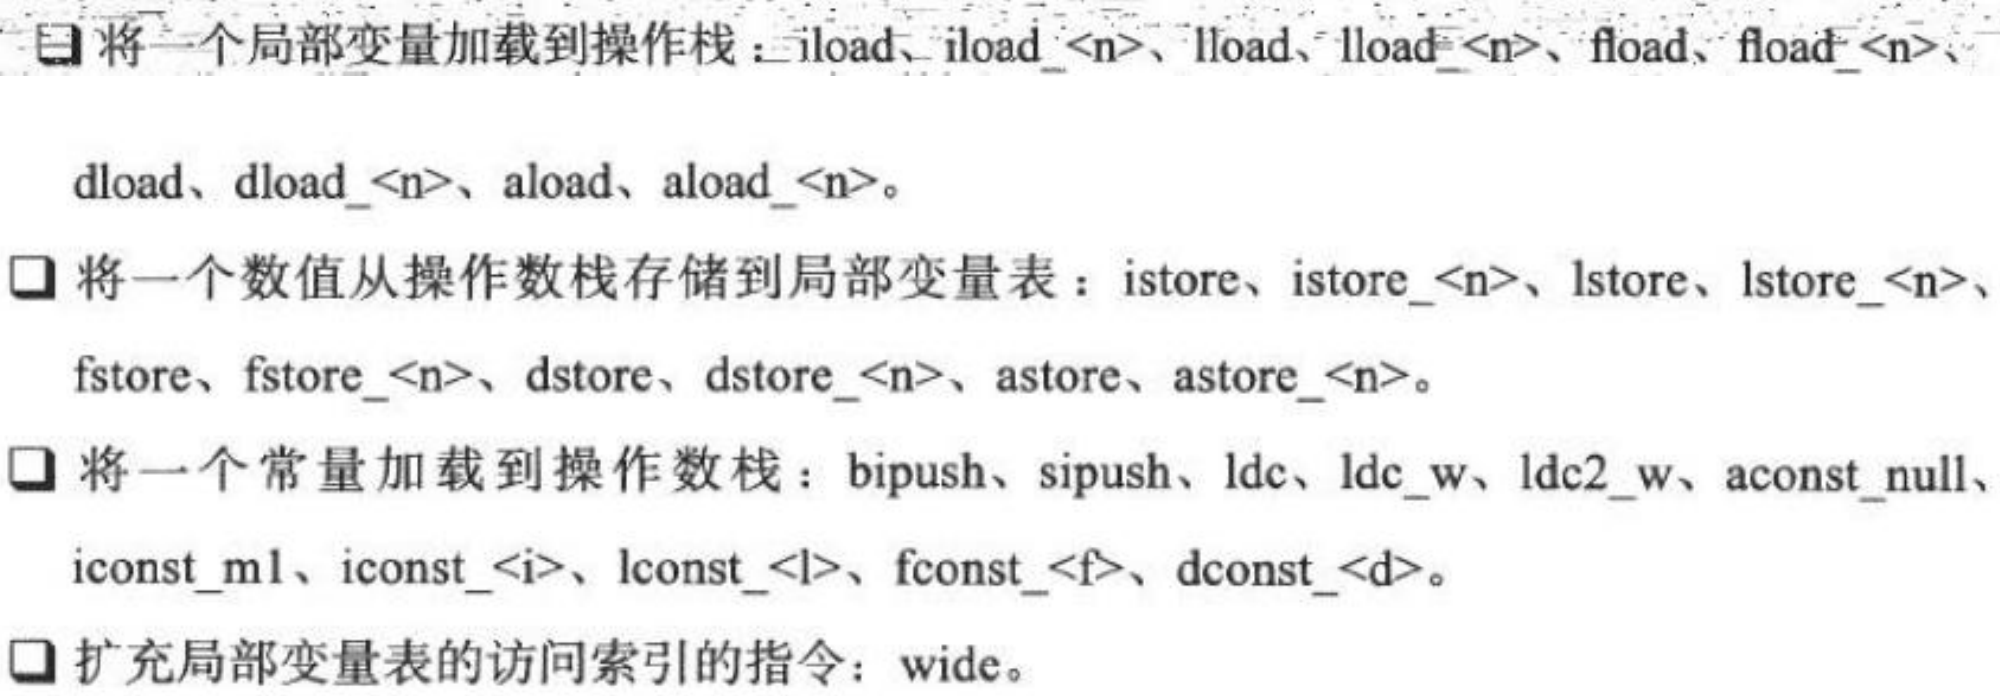 ❑ 将一个局部变量加载到操作栈：iload、iload_<n>、lload、lload_<n>、fload、fload_<n>、
dload、dload_<n>、aload、aload_<n>。
❑ 将一个数值从操作数栈存储到局部变量表：istore、istore_<n>、lstore、lstore_<n>、
fstore、fstore_<n>、dstore、dstore_<n>、astore、astore_<n>。
❑ 将一个常量加载到操作数栈：bipush、sipush、ldc、ldc_w、ldc2_w、aconst_null、
iconst_m1、iconst_<i>、lconst_<l>、fconst_<f>、dconst_<d>。
❑ 扩充局部变量表的访问索引的指令：wide。